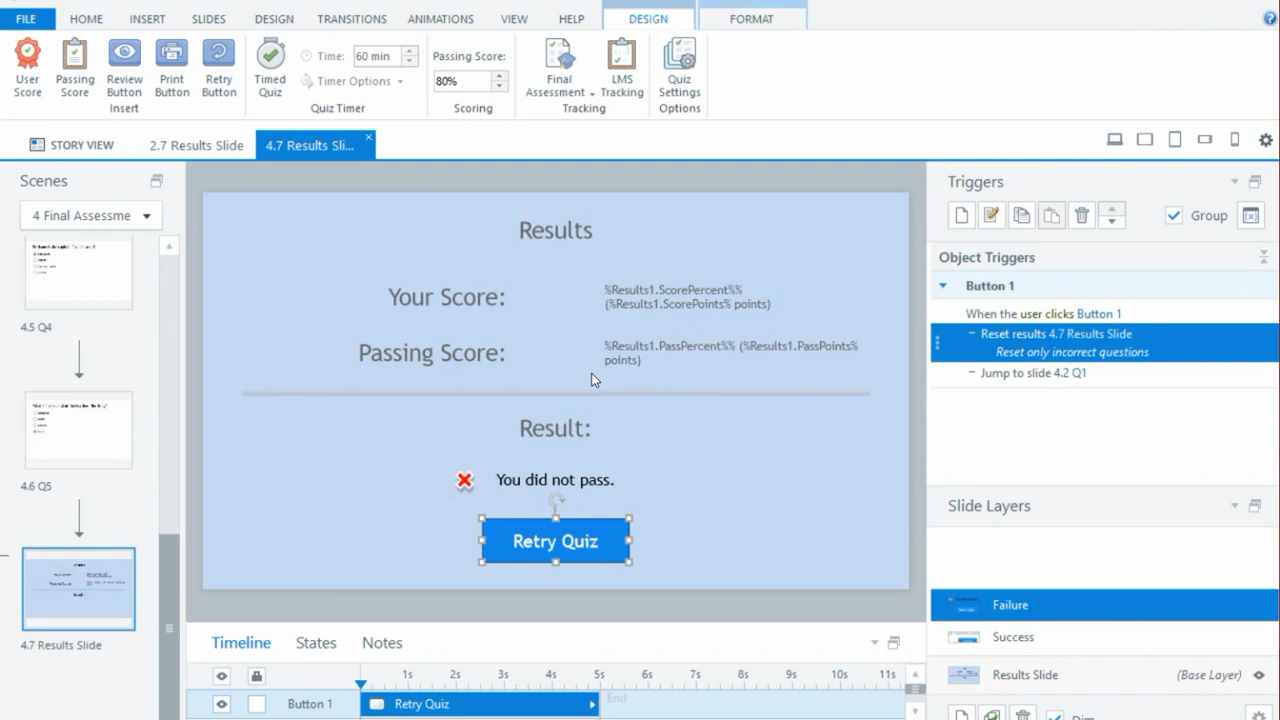 FILE HOME INSERT SLIDES DESIGN TRANSITIONS ANIMATIONS VIEW HELP DESIGN FORMAT
User Score
Passing Score
Review Button
Print Button
Retry Button
Insert
Timed Quiz
Time: 60 min
Timer Options
Quiz Timer
Passing Score:
80%
Scoring
Final Assessment
LMS Tracking
Tracking
Quiz Settings
Options
STORY VIEW 2.7 Results Slide 4.7 Results Sli...
Scenes
4 Final Assessme
4.5 Q4
4.6 Q5
4.7 Results Slide
Results
Your Score:
%Results1.ScorePercent%%
(%Results1.ScorePoints% points)
Passing Score:
%Results1.PassPercent%% (%Results1.PassPoints%
points)
Result:
You did not pass.
Retry Quiz
Timeline States Notes
1s 2s 3s 4s 5s 6s 7s 8s 9s 10s 11s
Button 1 Retry Quiz End
Triggers
Group
Object Triggers
Button 1
When the user clicks Button 1
– Reset results 4.7 Results Slide
Reset only incorrect questions
– Jump to slide 4.2 Q1
Slide Layers
Failure
Success
Results Slide (Base Layer)
Dim